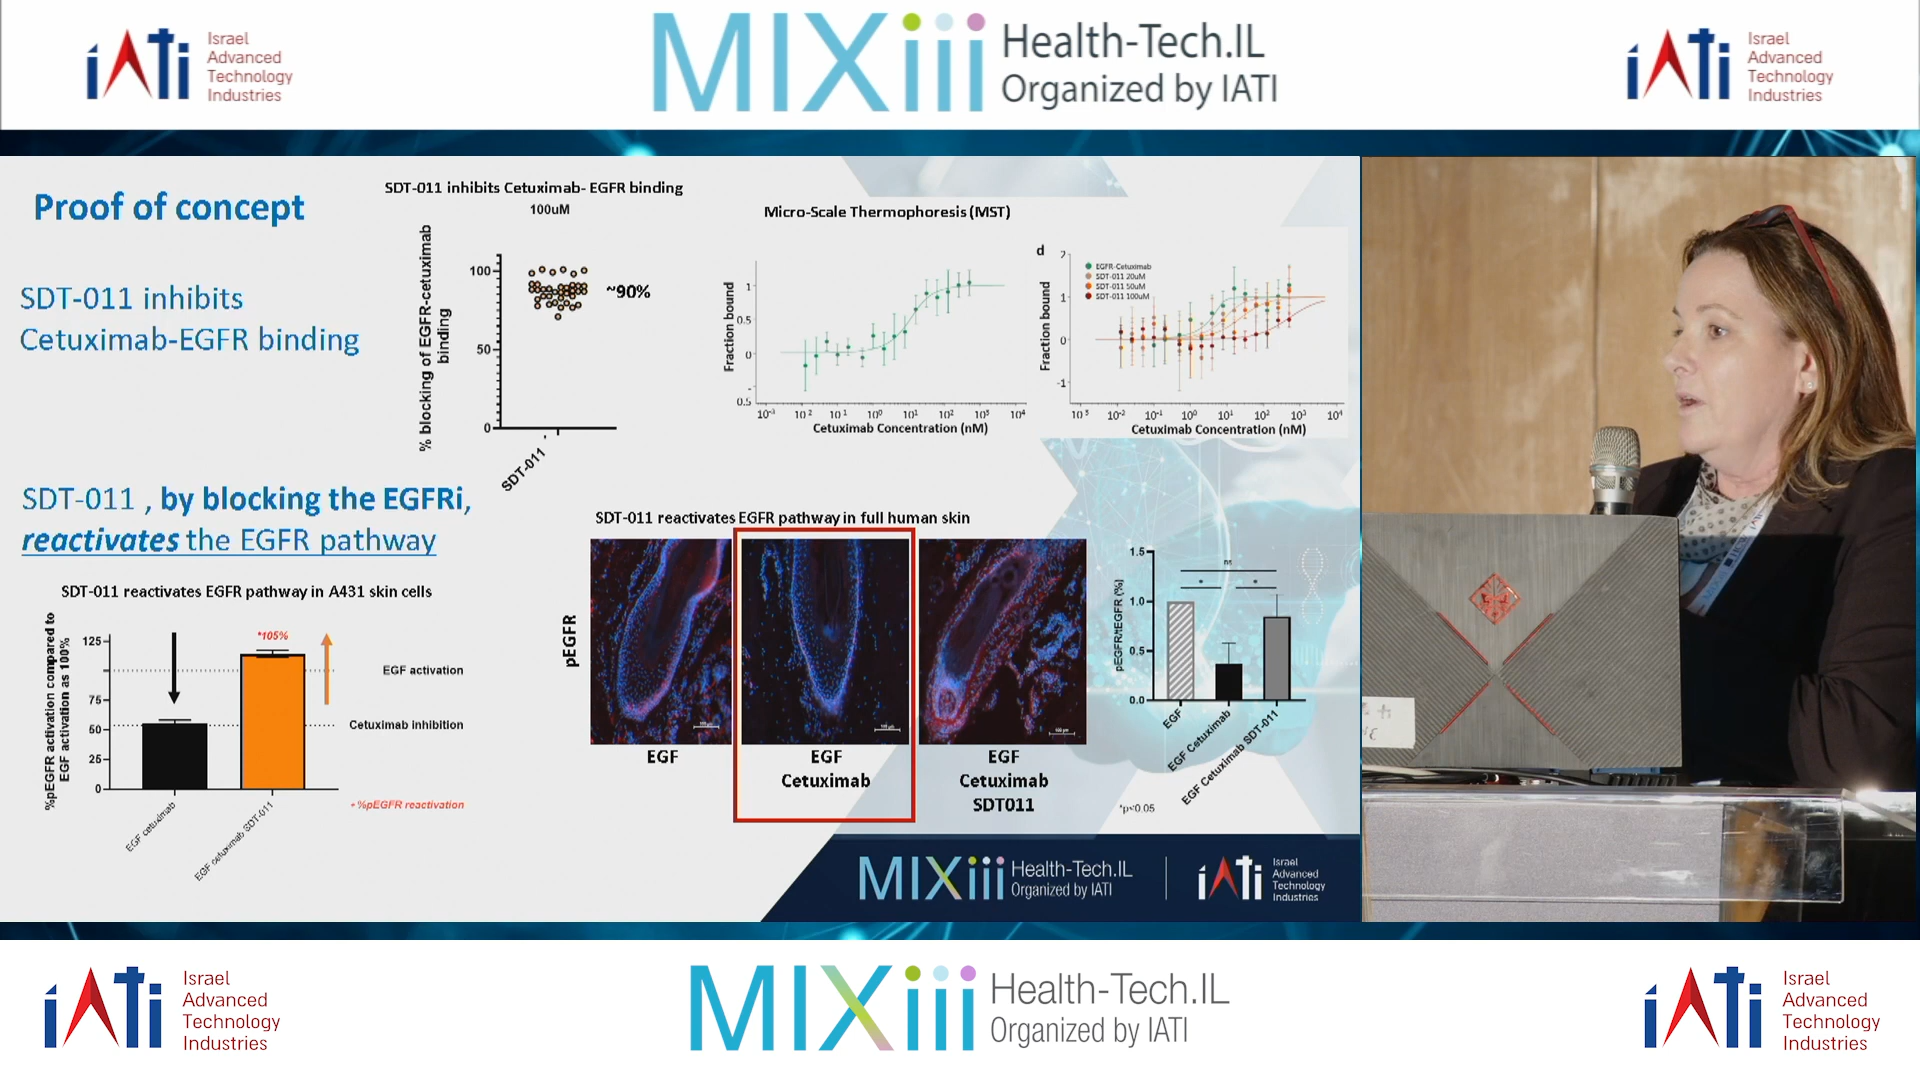 iATi
Israel
Advanced
Technology
Industries
MIXiii
Health-Tech.IL
Organized by IATI
iATi
Israel
Advanced
Technology
Industries
Proof of concept
SDT-011 inhibits
Cetuximab-EGFR binding
SDT-011 inhibits Cetuximab- EGFR binding
100uM
% blocking of EGFR-cetuximab
binding
100
50
0
~90%
SDT-011
Micro-Scale Thermophoresis (MST)
Fraction bound
1
0.5
0
-
0.5
10⁻³ 10⁻² 10⁻¹ 10⁰ 10¹ 10² 10³ 10⁴
Cetuximab Concentration (nM)
d
EGFR-Cetuximab
SDT-011 20uM
SDT-011 50uM
SDT-011 100uM
Fraction bound
2
1
0
-1
10⁻³ 10⁻² 10⁻¹ 10⁰ 10¹ 10² 10³ 10⁴
Cetuximab Concentration (nM)
SDT-011 , by blocking the EGFRi,
reactivates the EGFR pathway
SDT-011 reactivates EGFR pathway in A431 skin cells
%pEGFR activation compared to
EGF activation as 100%
125
75
50
25
0
*105%
EGF activation
Cetuximab inhibition
%pEGFR reactivation
EGF cetuximab
EGF cetuximab SDT-011
SDT-011 reactivates EGFR pathway in full human skin
pEGFR
100 µm
100 µm
100 µm
EGF
EGF
Cetuximab
EGF
Cetuximab
SDT011
pEGFR/tEGFR (%)
1.5
1.0
0.5
0.0
ns
*
*
EGF
EGF Cetuximab
EGF Cetuximab SDT-011
*p<0.05
MIXiii
Health-Tech.IL
Organized by IATI
iATi
Israel
Advanced
Technology
Industries
iATi
Israel
Advanced
Technology
Industries
MIXiii
Health-Tech.IL
Organized by IATI
iATi
Israel
Advanced
Technology
Industries